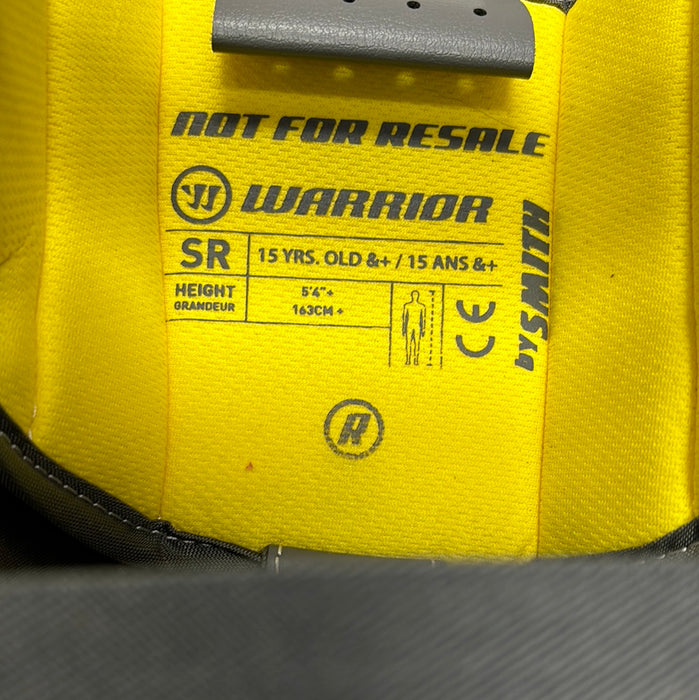 NOT FOR RESALE
WARRIOR
by SMITH
SR 15 YRS. OLD &+ / 15 ANS &+
HEIGHT 5'4"+
GRANDEUR 163CM +
CE
R